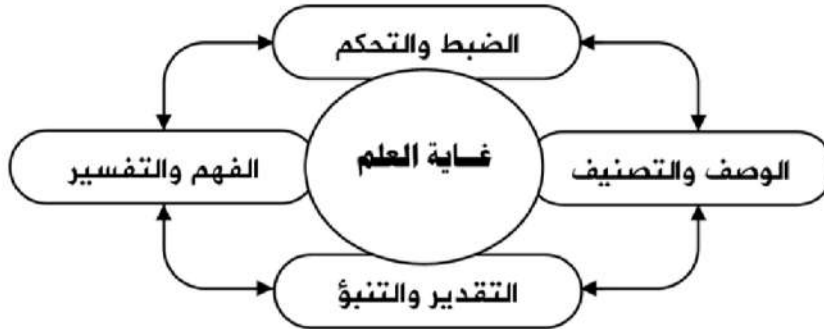 الضبط والتحكم
غاية العلم
الوصف والتصنيف
الفهم والتفسير
التقدير والتنبؤ